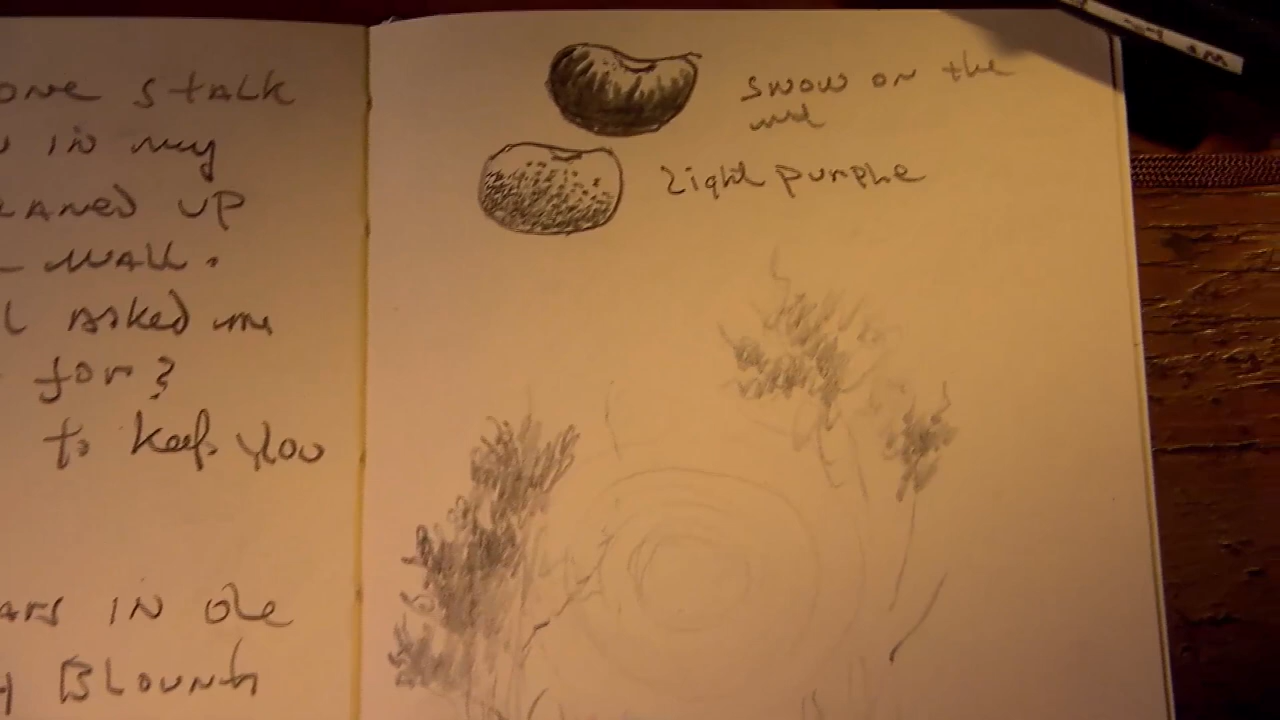 one stalk
in my
eaned up
wall.
l asked me
for?
to keep you
ars in ole
Blount
snow on the
light purple